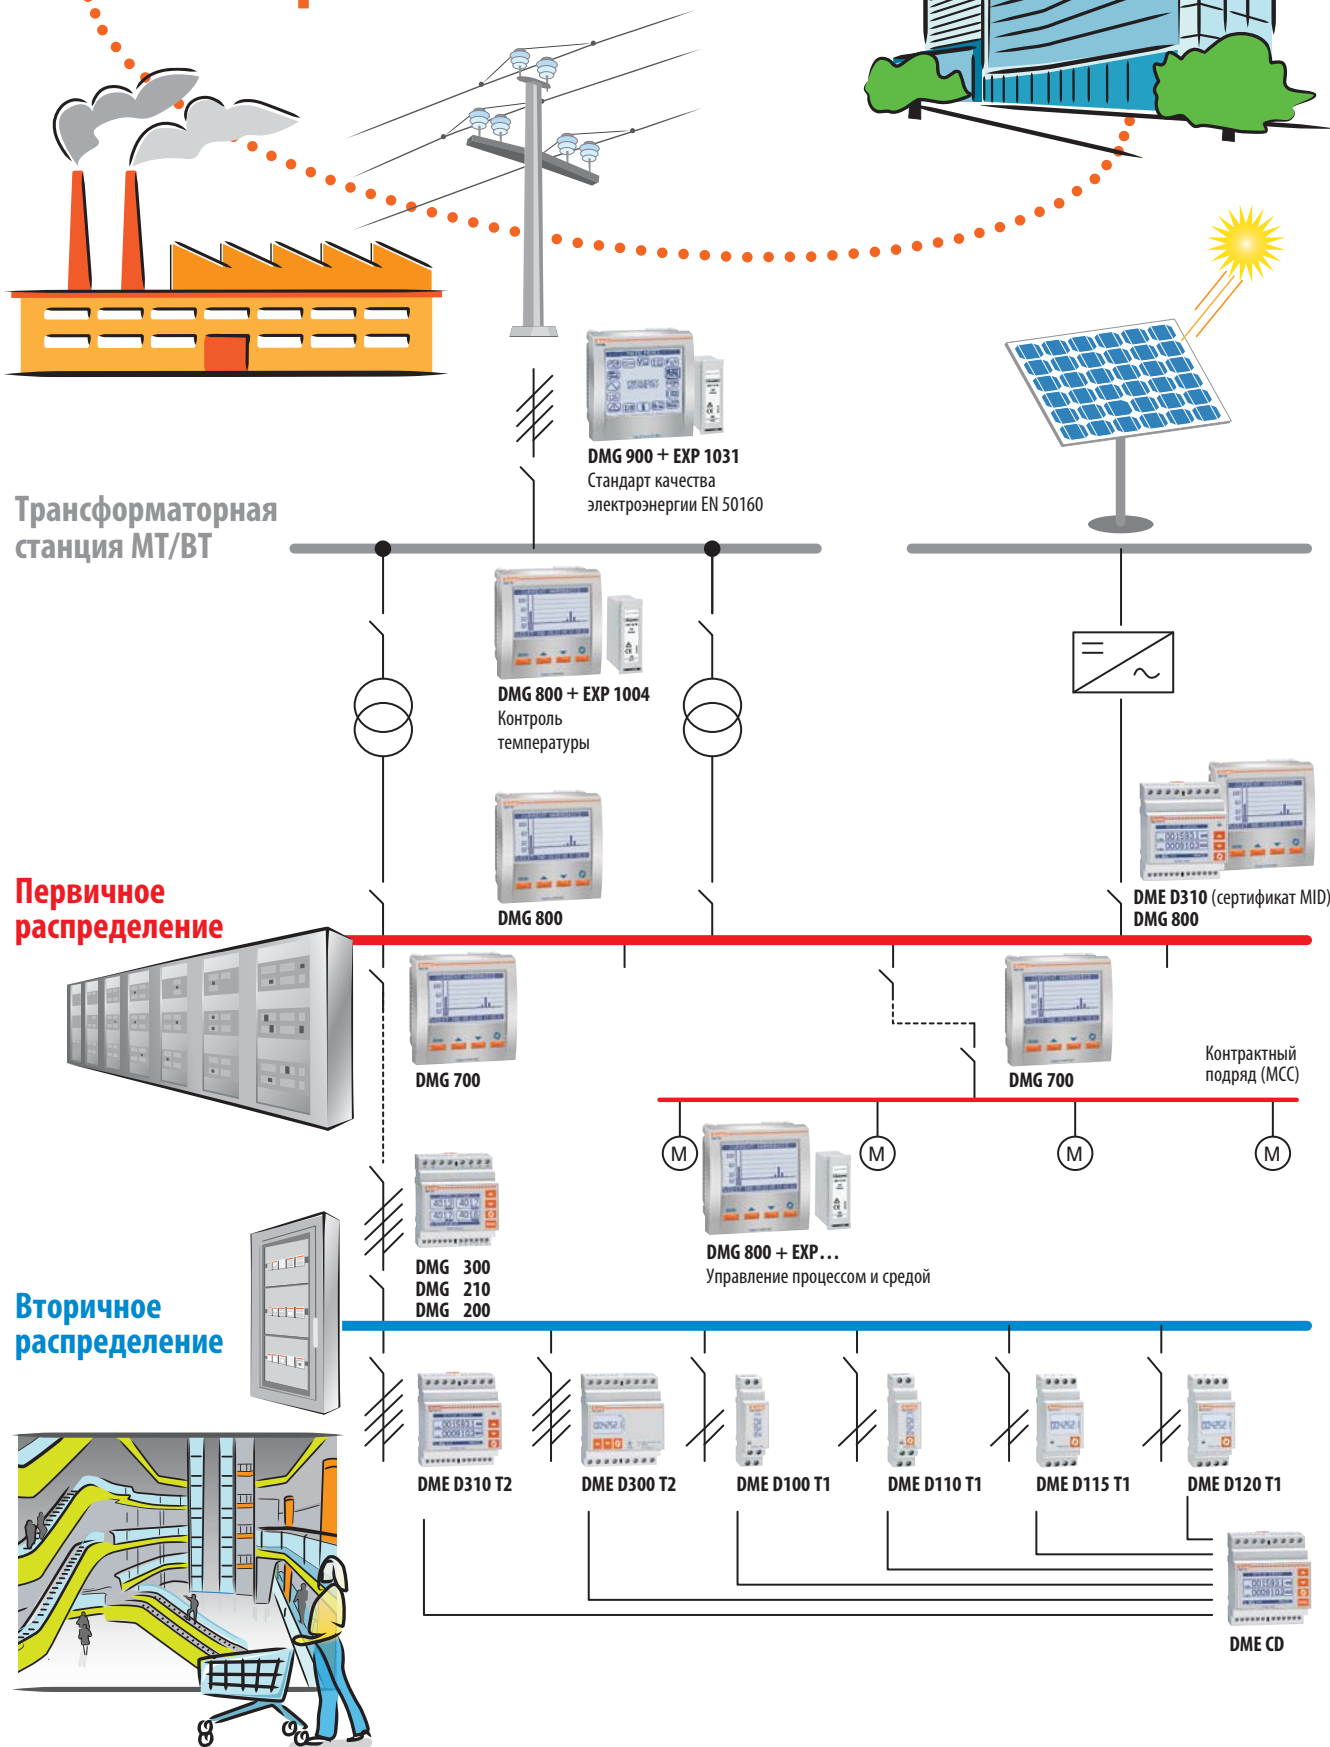 DMG 900 + EXP 1031
Стандарт качества
электроэнергии EN 50160
Трансформаторная
станция МТ/ВТ
DMG 800 + EXP 1004
Контроль
температуры
DMG 800
DME D310 (сертификат MID)
DMG 800
Первичное
распределение
DMG 700
DMG 700
Контрактный
подряд (МСС)
M
M
M
M
DMG 800 + EXP…
Управление процессом и средой
DMG 300
DMG 210
DMG 200
Вторичное
распределение
DME D310 T2
DME D300 T2
DME D100 T1
DME D110 T1
DME D115 T1
DME D120 T1
DME CD